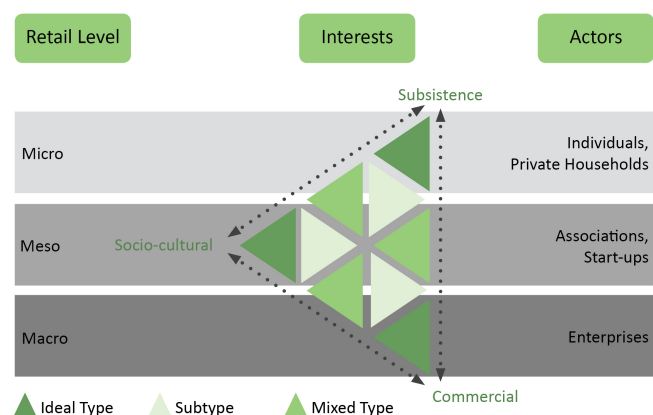 Retail Level
Interests
Actors
Subsistence
Micro
Individuals,
Private Households
Meso
Socio-cultural
Associations,
Start-ups
Macro
Enterprises
Commercial
Ideal Type
Subtype
Mixed Type